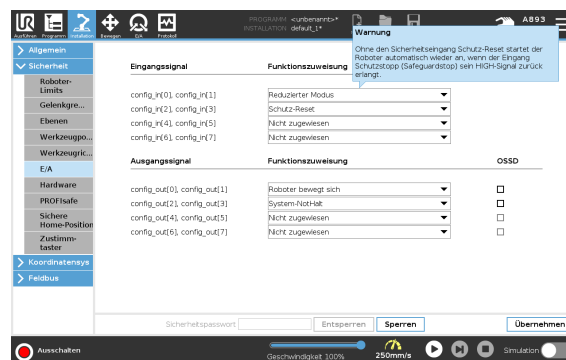 PROGRAMM <unbenannt>*
INSTALLATION default_1*
A893
Ausführen Programm Installation Bewegen E/A Protokoll
Warnung
Ohne den Sicherheitseingang Schutz-Reset startet der
Roboter automatisch wieder an, wenn der Eingang
Schutzstopp (Safeguardstop) sein HIGH-Signal zurück
erlangt.
Allgemein
Sicherheit
Roboter-
Limits
Gelenkgre...
Ebenen
Werkzeugpo...
Werkzeugric...
E/A
Hardware
PROFIsafe
Sichere
Home-Position
Zustimm-
taster
Koordinatensys
Feldbus
Eingangssignal Funktionszuweisung
config_in[0], config_in[1] Reduzierter Modus
config_in[2], config_in[3] Schutz-Reset
config_in[4], config_in[5] Nicht zugewiesen
config_in[6], config_in[7] Nicht zugewiesen
Ausgangssignal Funktionszuweisung OSSD
config_out[0], config_out[1] Roboter bewegt sich
config_out[2], config_out[3] System-NotHalt
config_out[4], config_out[5] Nicht zugewiesen
config_out[6], config_out[7] Nicht zugewiesen
Sicherheitspasswort Entsperren Sperren Übernehmen
Ausschalten Geschwindigkeit 100% 250mm/s Simulation